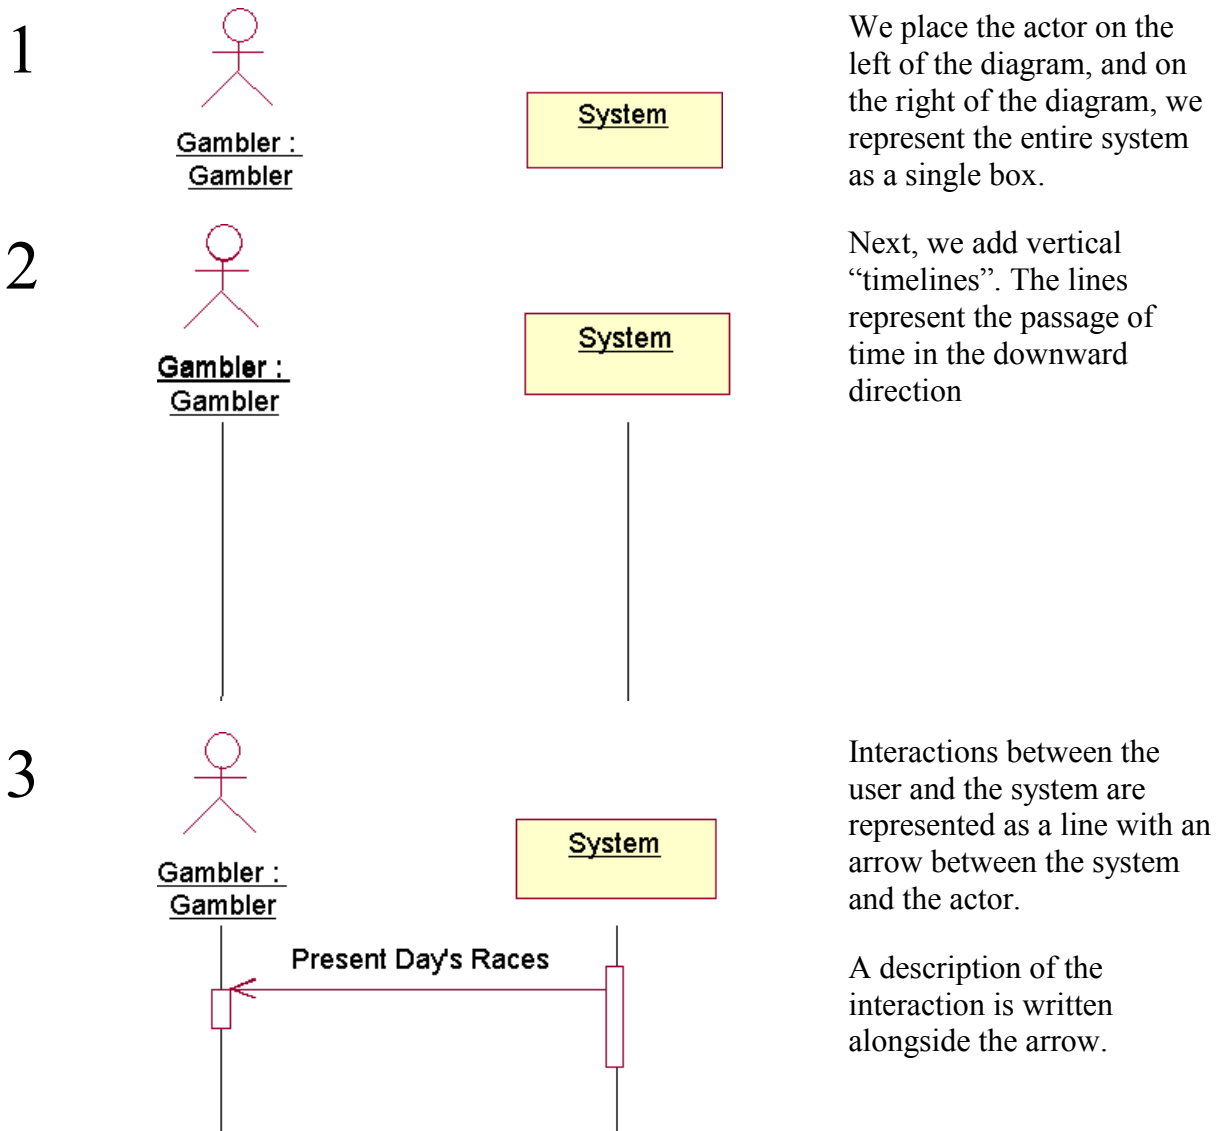 1
Gambler :
Gambler
System
We place the actor on the
left of the diagram, and on
the right of the diagram, we
represent the entire system
as a single box.
2
Gambler :
Gambler
System
Next, we add vertical
“timelines”. The lines
represent the passage of
time in the downward
direction
3
Gambler :
Gambler
System
Present Day's Races
Interactions between the
user and the system are
represented as a line with an
arrow between the system
and the actor.
A description of the
interaction is written
alongside the arrow.